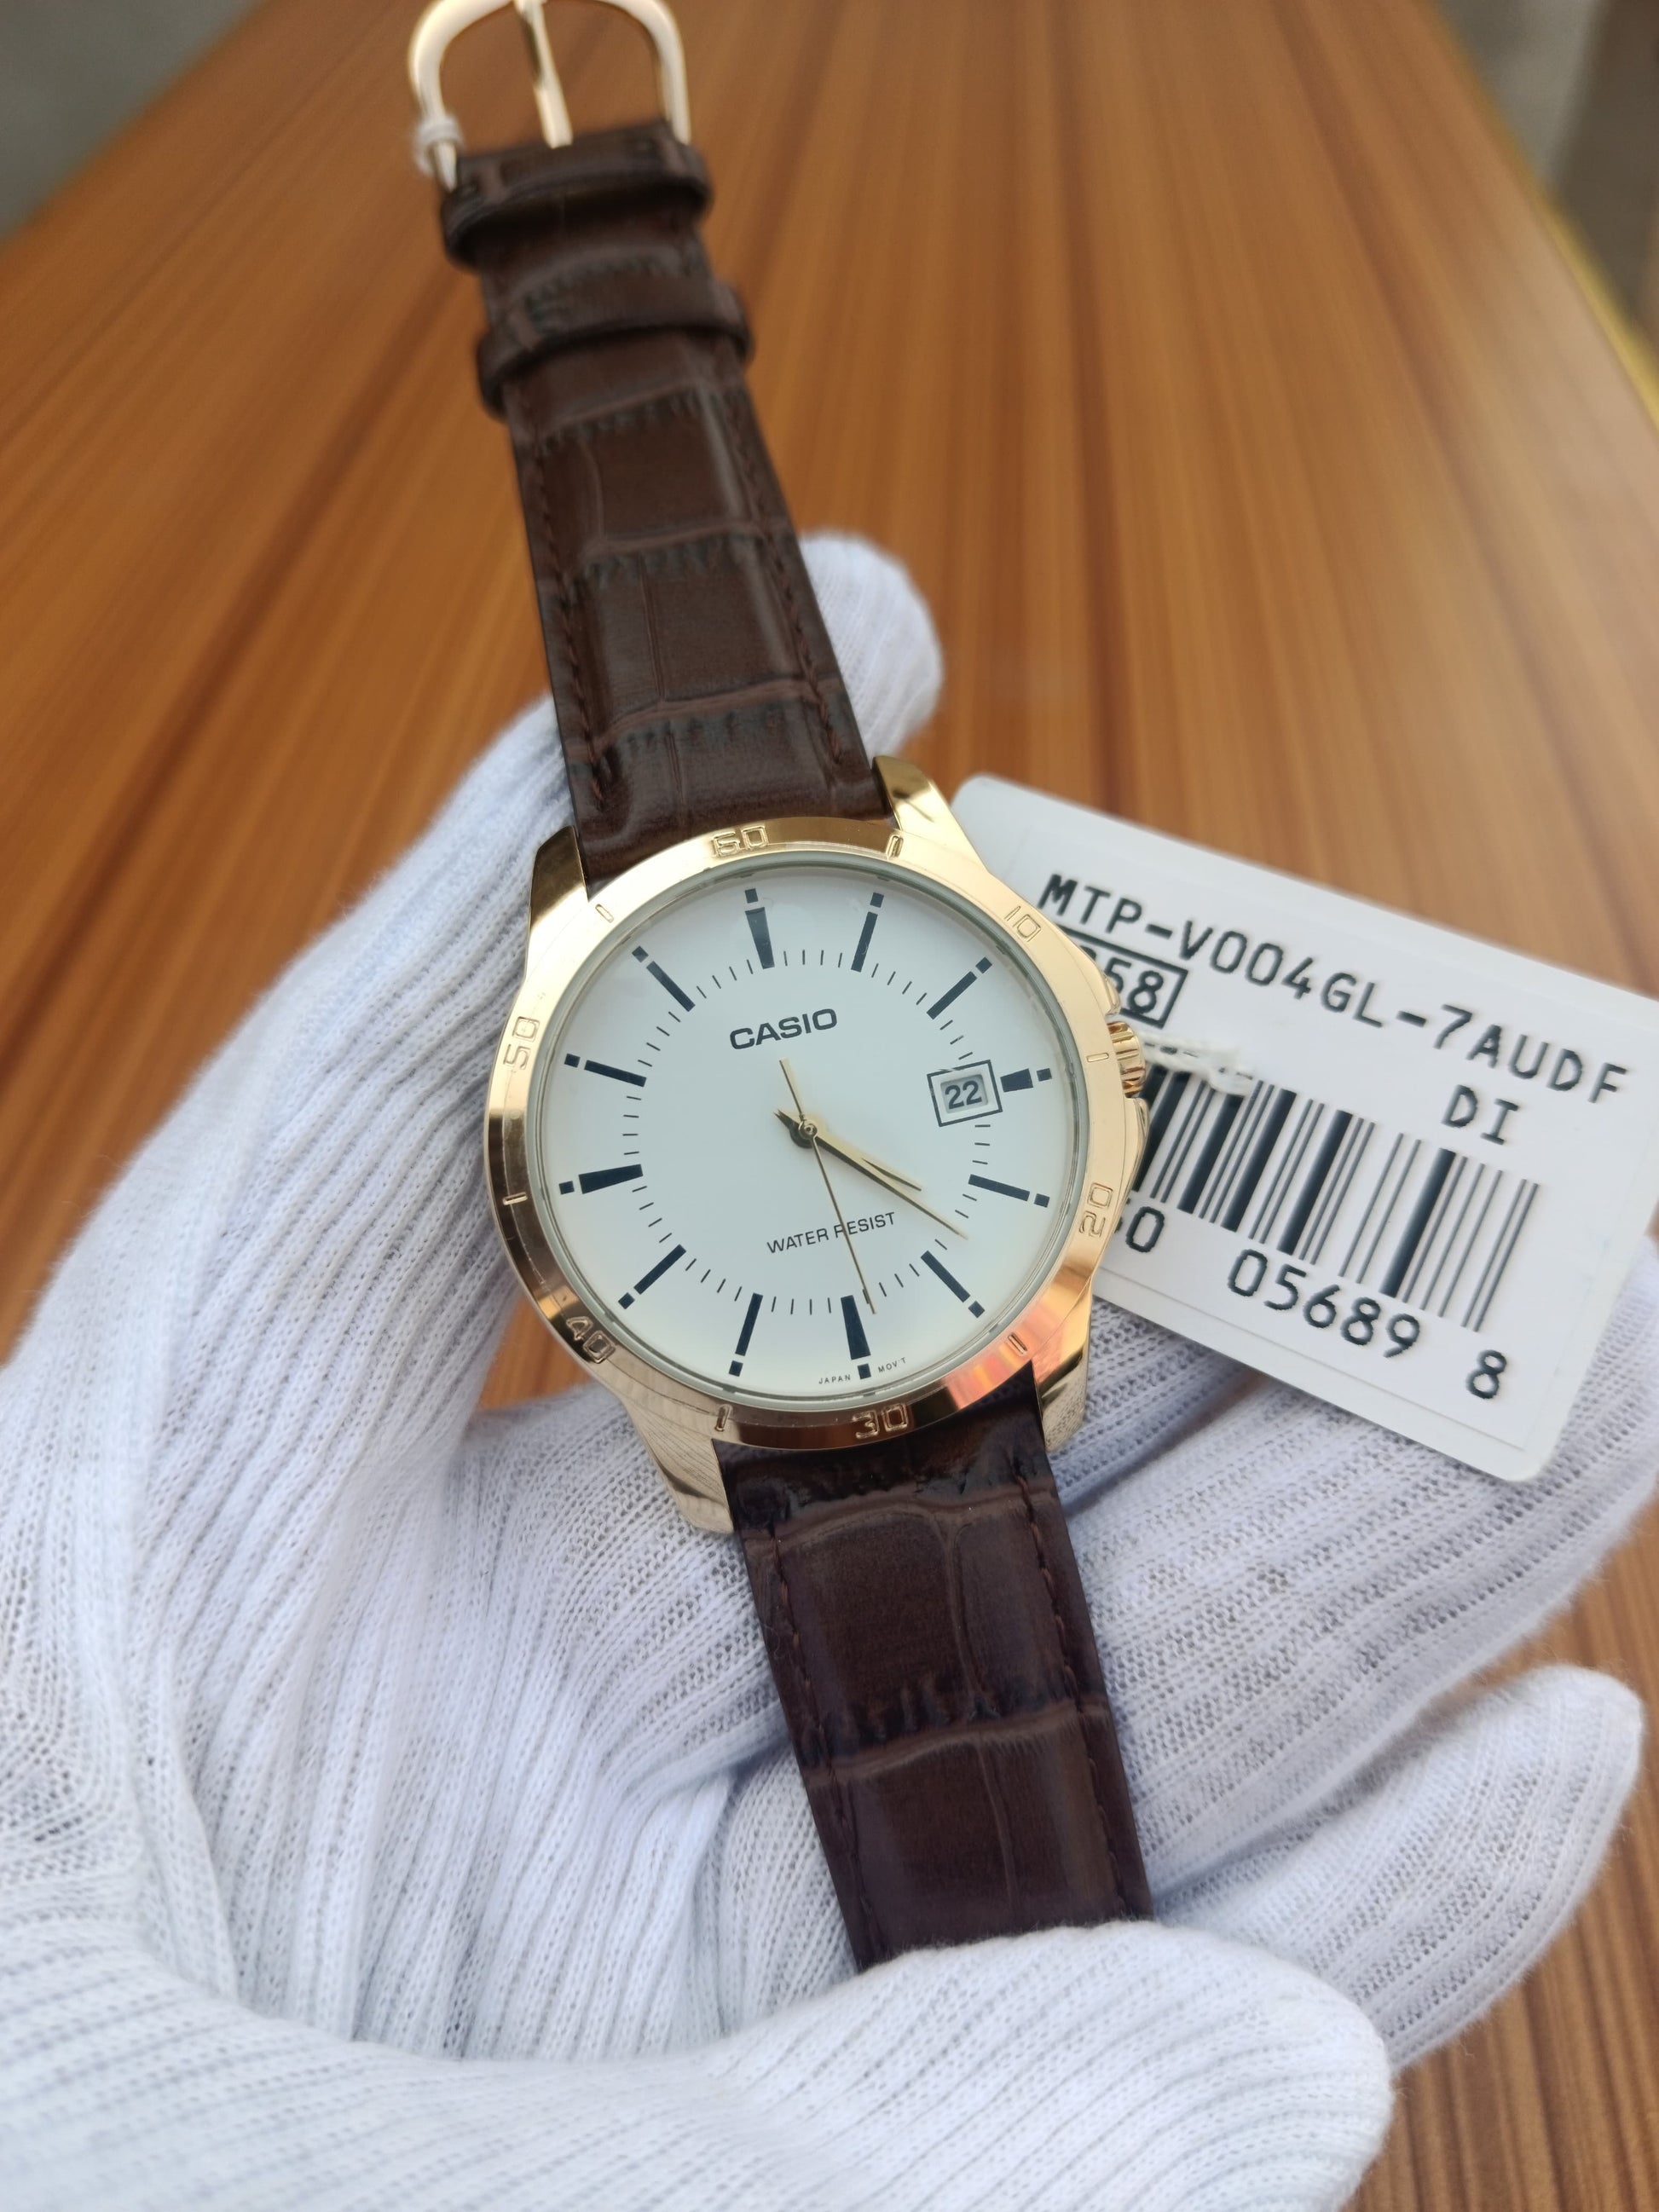 60
10
20
30
40
50
CASIO
22
WATER RESIST
JAPAN MOV'T
MTP-V004GL-7AUDF
DI
05689 8